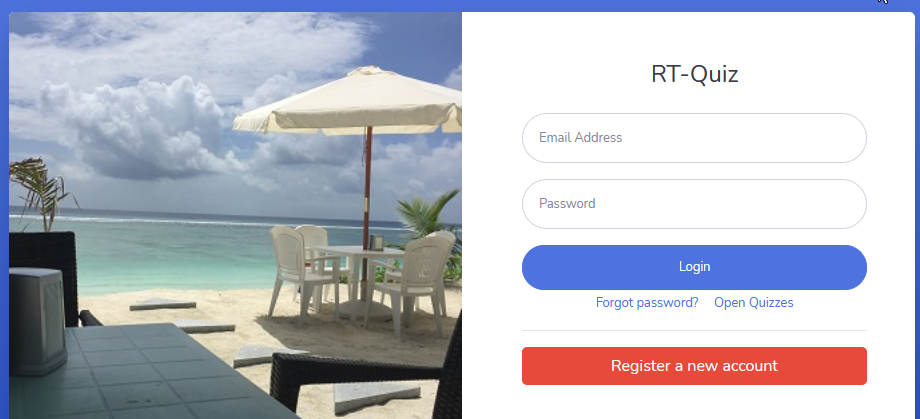 RT-Quiz
Email Address
Password
Login
Forgot password? Open Quizzes
Register a new account